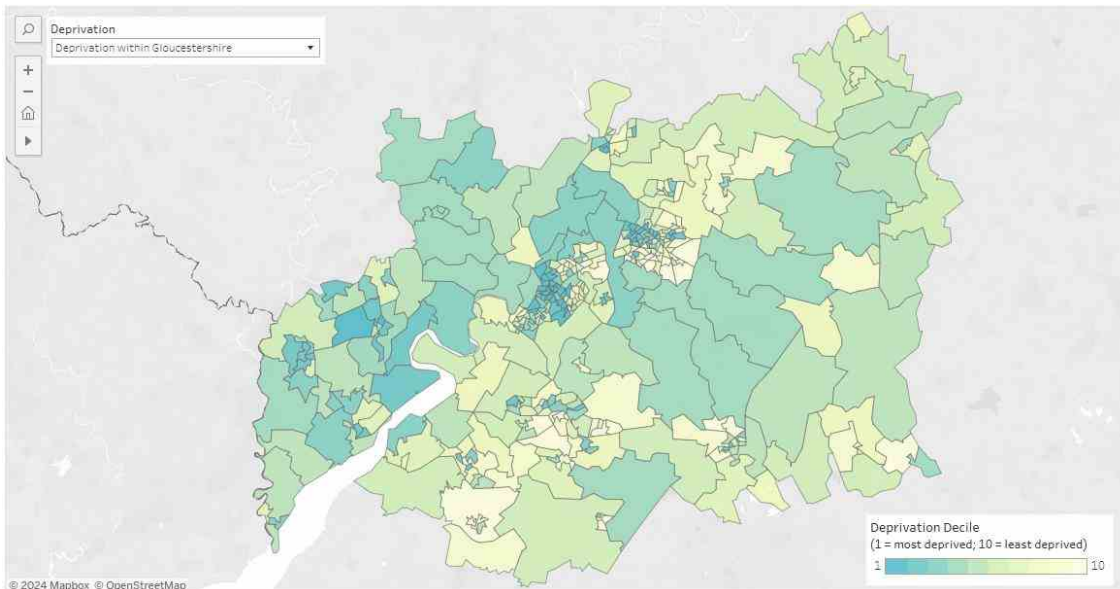 Deprivation
Deprivation within Gloucestershire
Deprivation Decile
(1 = most deprived; 10 = least deprived)
1 10
© 2024 Mapbox © OpenStreetMap